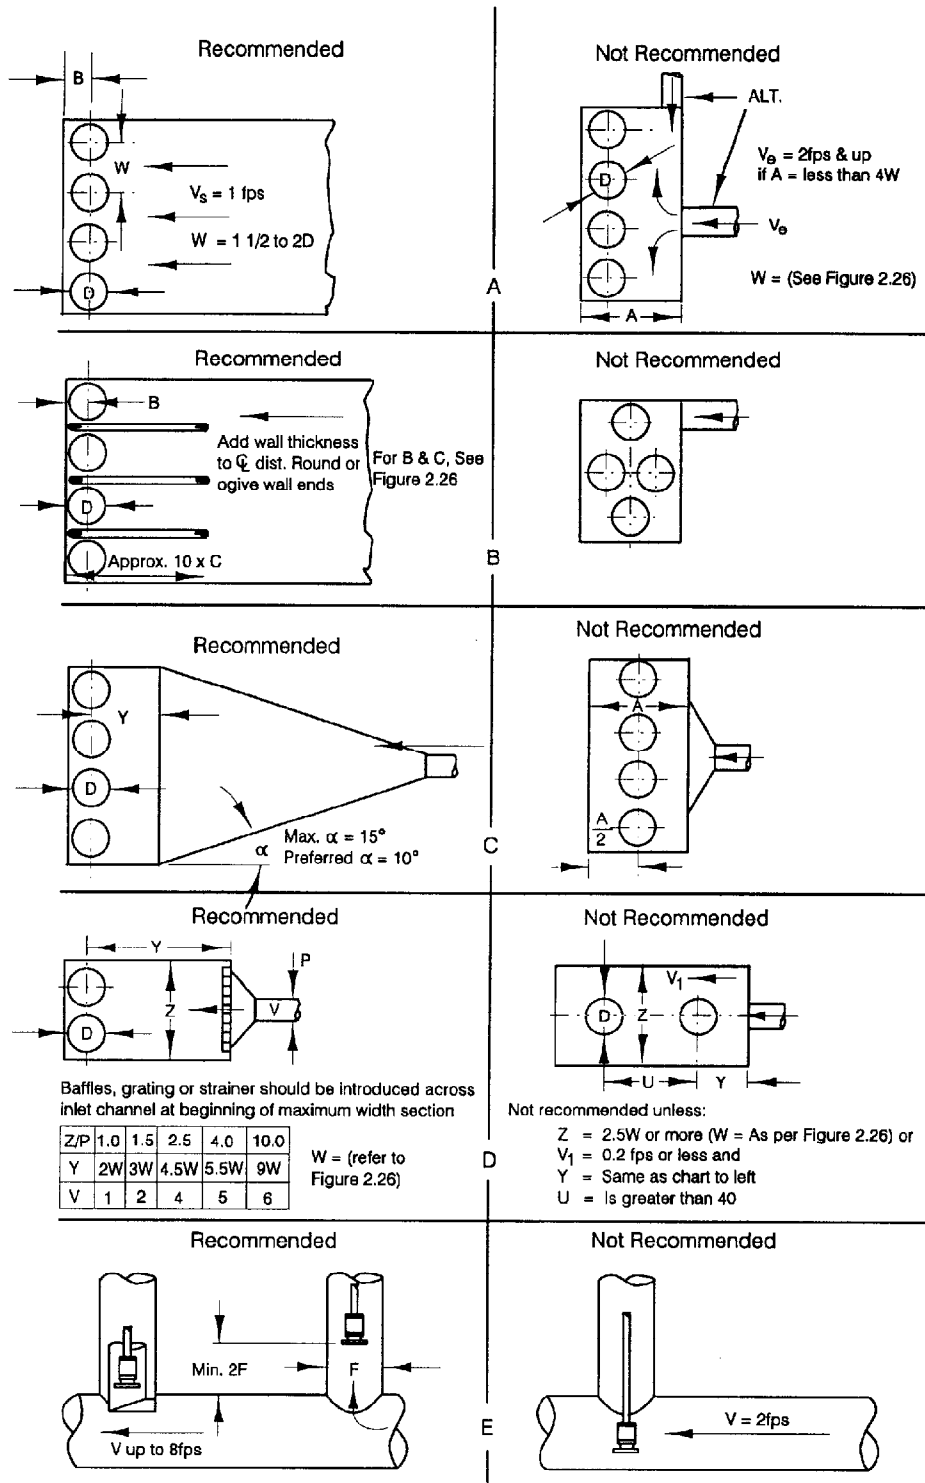 Recommended
B
W
Vs = 1 fps
W = 1 1/2 to 2D
D
A
Not Recommended
ALT.
D
Ve = 2fps & up
if A = less than 4W
Ve
W = (See Figure 2.26)
A
Recommended
B
Add wall thickness
to ℄ dist. Round or
ogive wall ends
For B & C, See
Figure 2.26
D
Approx. 10 x C
B
Not Recommended
Recommended
Y
D
α
Max. α = 15°
Preferred α = 10°
C
Not Recommended
A
A
2
Recommended
Y
P
Z
V
D
Baffles, grating or strainer should be introduced across
inlet channel at beginning of maximum width section
Z/P 1.0 1.5 2.5 4.0 10.0
Y 2W 3W 4.5W 5.5W 9W
V 1 2 4 5 6
W = (refer to
Figure 2.26)
D
Not Recommended
V1
D
Z
U
Y
Not recommended unless:
Z = 2.5W or more (W = As per Figure 2.26) or
V1 = 0.2 fps or less and
Y = Same as chart to left
U = Is greater than 40
Recommended
Min. 2F
F
V up to 8fps
E
Not Recommended
V = 2fps